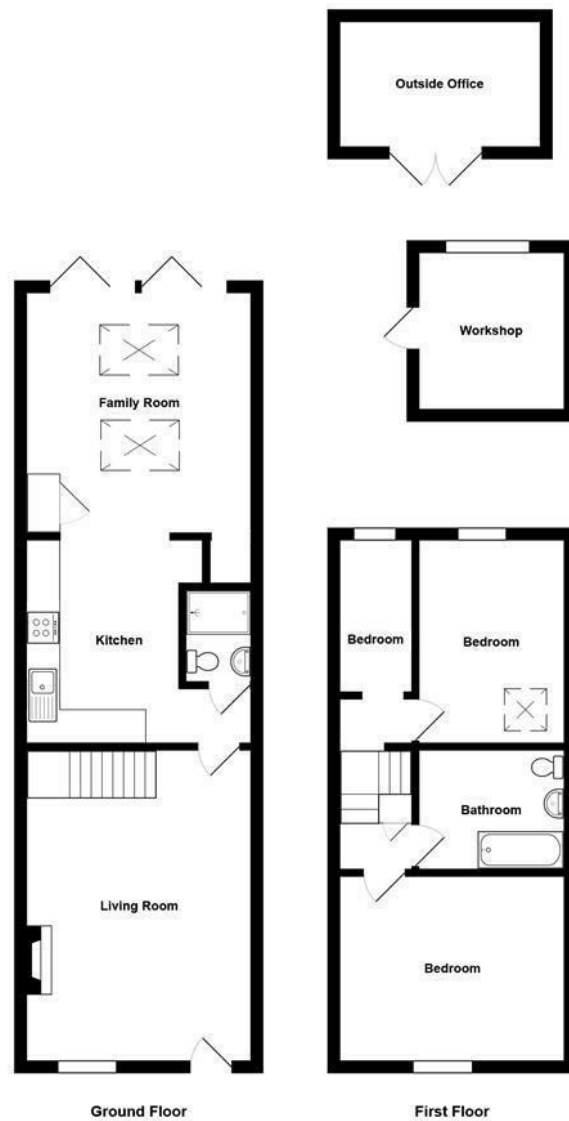 Outside Office
Workshop
Family Room
Kitchen
Living Room
Bedroom
Bedroom
Bathroom
Bedroom
Ground Floor
First Floor